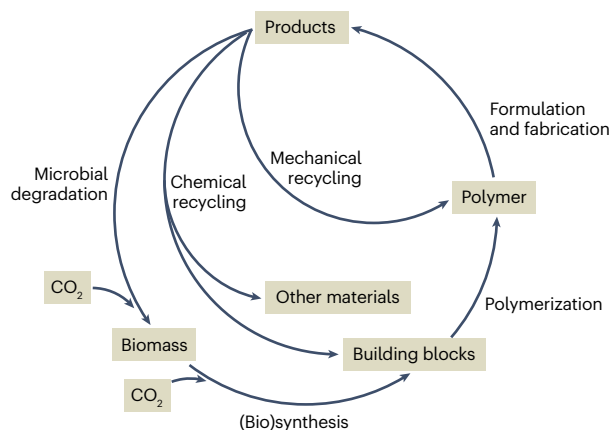 Products
Formulation
and fabrication
Mechanical
recycling
Microbial
degradation
Chemical
recycling
Polymer
CO₂
Other materials
Polymerization
Biomass
Building blocks
CO₂
(Bio)synthesis